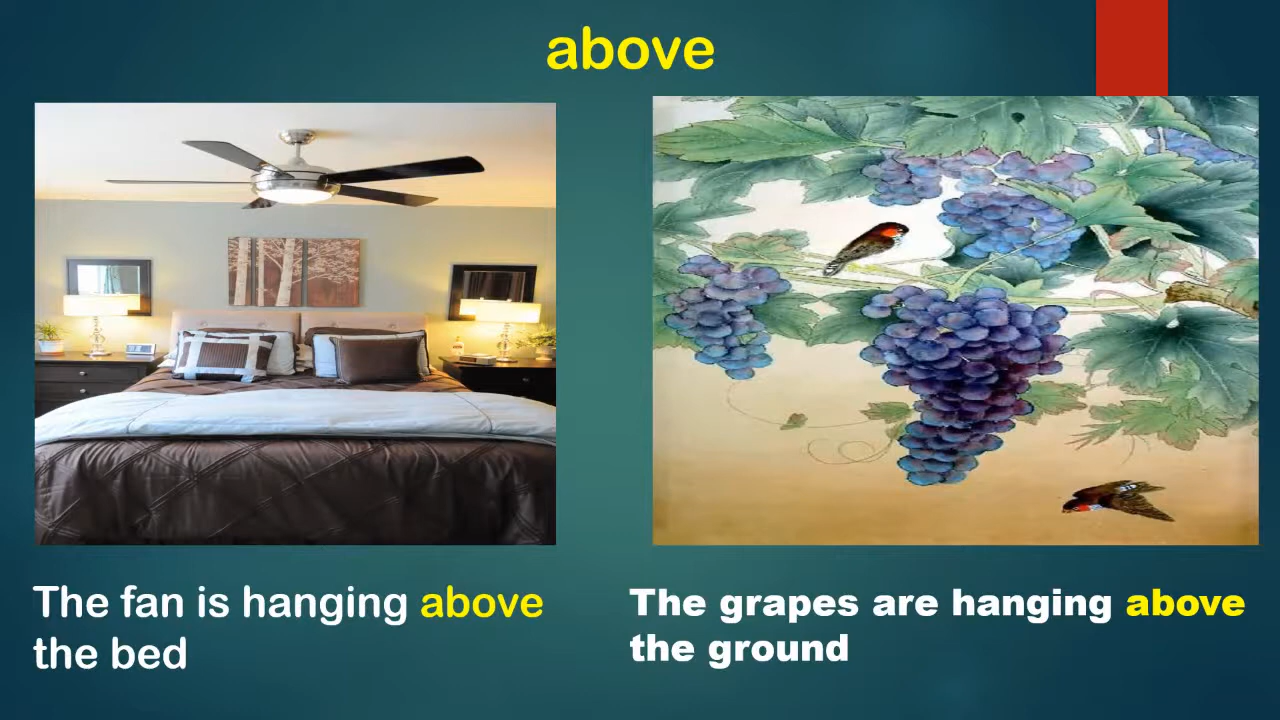 above
The fan is hanging above
the bed
The grapes are hanging above
the ground